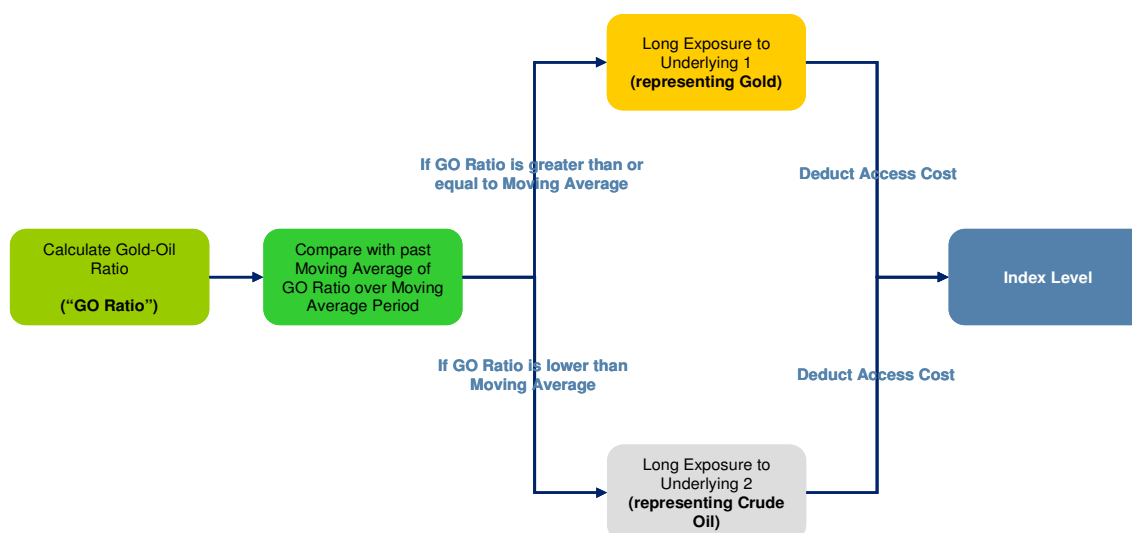 Long Exposure to
Underlying 1
(representing Gold)
If GO Ratio is greater than or
equal to Moving Average
Deduct Access Cost
Calculate Gold-Oil
Ratio
(“GO Ratio”)
Compare with past
Moving Average of
GO Ratio over Moving
Average Period
Index Level
If GO Ratio is lower than
Moving Average
Deduct Access Cost
Long Exposure to
Underlying 2
(representing Crude
Oil)